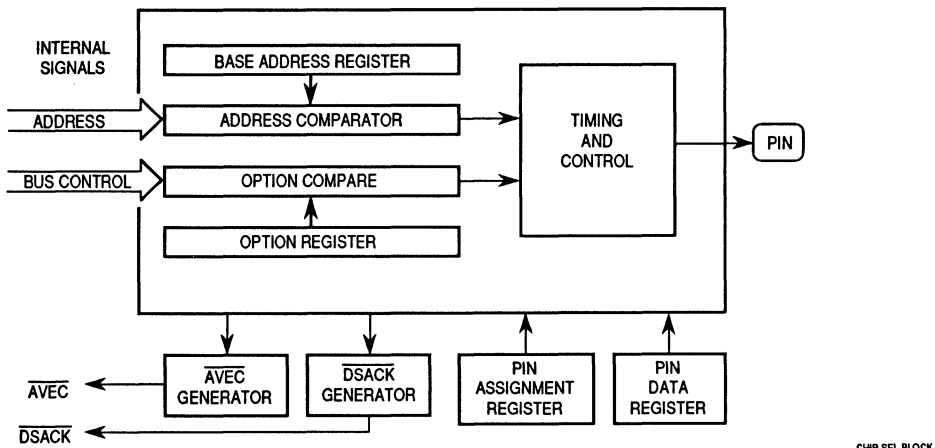 INTERNAL
SIGNALS
BASE ADDRESS REGISTER
ADDRESS
ADDRESS COMPARATOR
TIMING
AND
CONTROL
PIN
BUS CONTROL
OPTION COMPARE
OPTION REGISTER
AVEC
GENERATOR
DSACK
GENERATOR
PIN
ASSIGNMENT
REGISTER
PIN
DATA
REGISTER
AVEC
DSACK
CHIP SEL BLOCK